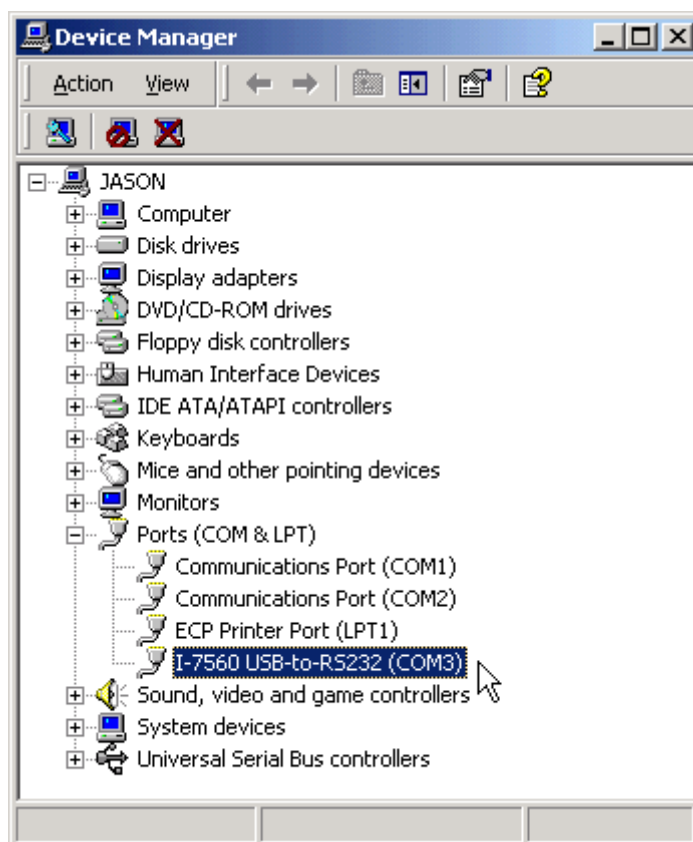 Device Manager
Action View
JASON
Computer
Disk drives
Display adapters
DVD/CD-ROM drives
Floppy disk controllers
Human Interface Devices
IDE ATA/ATAPI controllers
Keyboards
Mice and other pointing devices
Monitors
Ports (COM & LPT)
Communications Port (COM1)
Communications Port (COM2)
ECP Printer Port (LPT1)
I-7560 USB-to-RS232 (COM3)
Sound, video and game controllers
System devices
Universal Serial Bus controllers